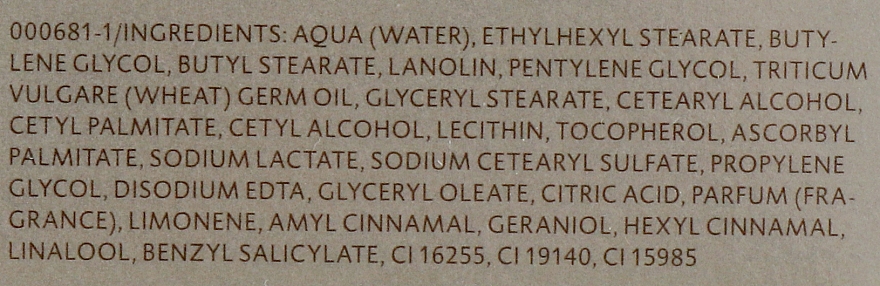 000681-1/INGREDIENTS: AQUA (WATER), ETHYLHEXYL STEARATE, BUTY-
LENE GLYCOL, BUTYL STEARATE, LANOLIN, PENTYLENE GLYCOL, TRITICUM
VULGARE (WHEAT) GERM OIL, GLYCERYL STEARATE, CETEARYL ALCOHOL,
CETYL PALMITATE, CETYL ALCOHOL, LECITHIN, TOCOPHEROL, ASCORBYL
PALMITATE, SODIUM LACTATE, SODIUM CETEARYL SULFATE, PROPYLENE
GLYCOL, DISODIUM EDTA, GLYCERYL OLEATE, CITRIC ACID, PARFUM (FRA-
GRANCE), LIMONENE, AMYL CINNAMAL, GERANIOL, HEXYL CINNAMAL,
LINALOOL, BENZYL SALICYLATE, CI 16255, CI 19140, CI 15985